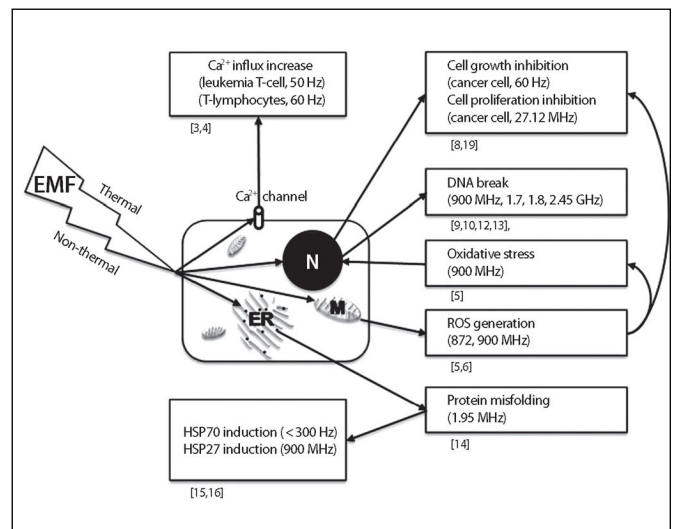 Ca2+ influx increase
(leukemia T-cell, 50 Hz)
(T-lymphocytes, 60 Hz)
[3,4]
Cell growth inhibition
(cancer cell, 60 Hz)
Cell proliferation inhibition
(cancer cell, 27.12 MHz)
[8,19]
EMF
Thermal
Non-thermal
Ca2+ channel
DNA break
(900 MHz, 1.7, 1.8, 2.45 GHz)
[9,10,12,13],
N
Oxidative stress
(900 MHz)
[5]
M
ER
ROS generation
(872, 900 MHz)
[5,6]
Protein misfolding
(1.95 MHz)
[14]
HSP70 induction (<300 Hz)
HSP27 induction (900 MHz)
[15,16]